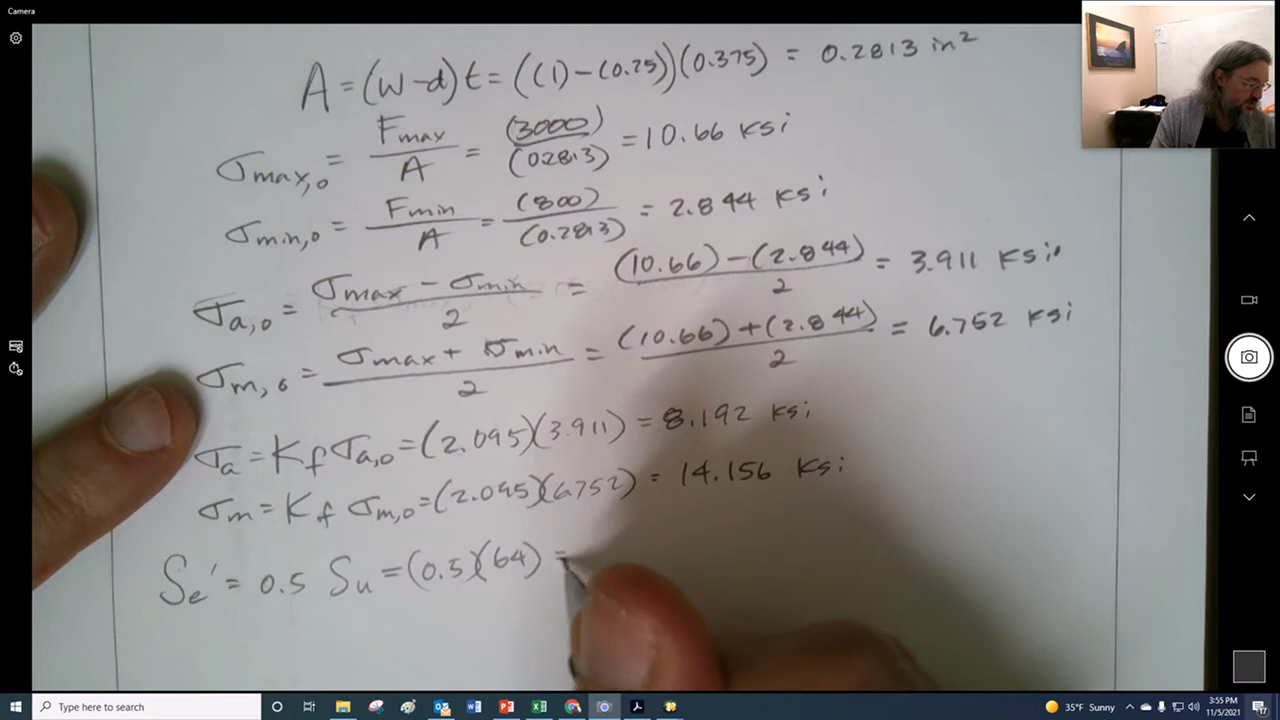 Camera
A = (w-d)t = ((1)-(0.25))(0.375) = 0.2813 in²
σmax,o = Fmax/A = (3000)/(0.2813) = 10.66 ksi
σmin,o = Fmin/A = (800)/(0.2813) = 2.844 ksi
σa,o = (σmax - σmin)/2 = ((10.66)-(2.844))/2 = 3.911 ksi
σm,o = (σmax + σmin)/2 = ((10.66)+(2.844))/2 = 6.752 ksi
σa = Kf σa,o = (2.095)(3.911) = 8.192 ksi
σm = Kf σm,o = (2.095)(6.752) = 14.156 ksi
Se' = 0.5 Su = (0.5)(64) =
Type here to search
35°F Sunny
3:55 PM
11/5/2021
17